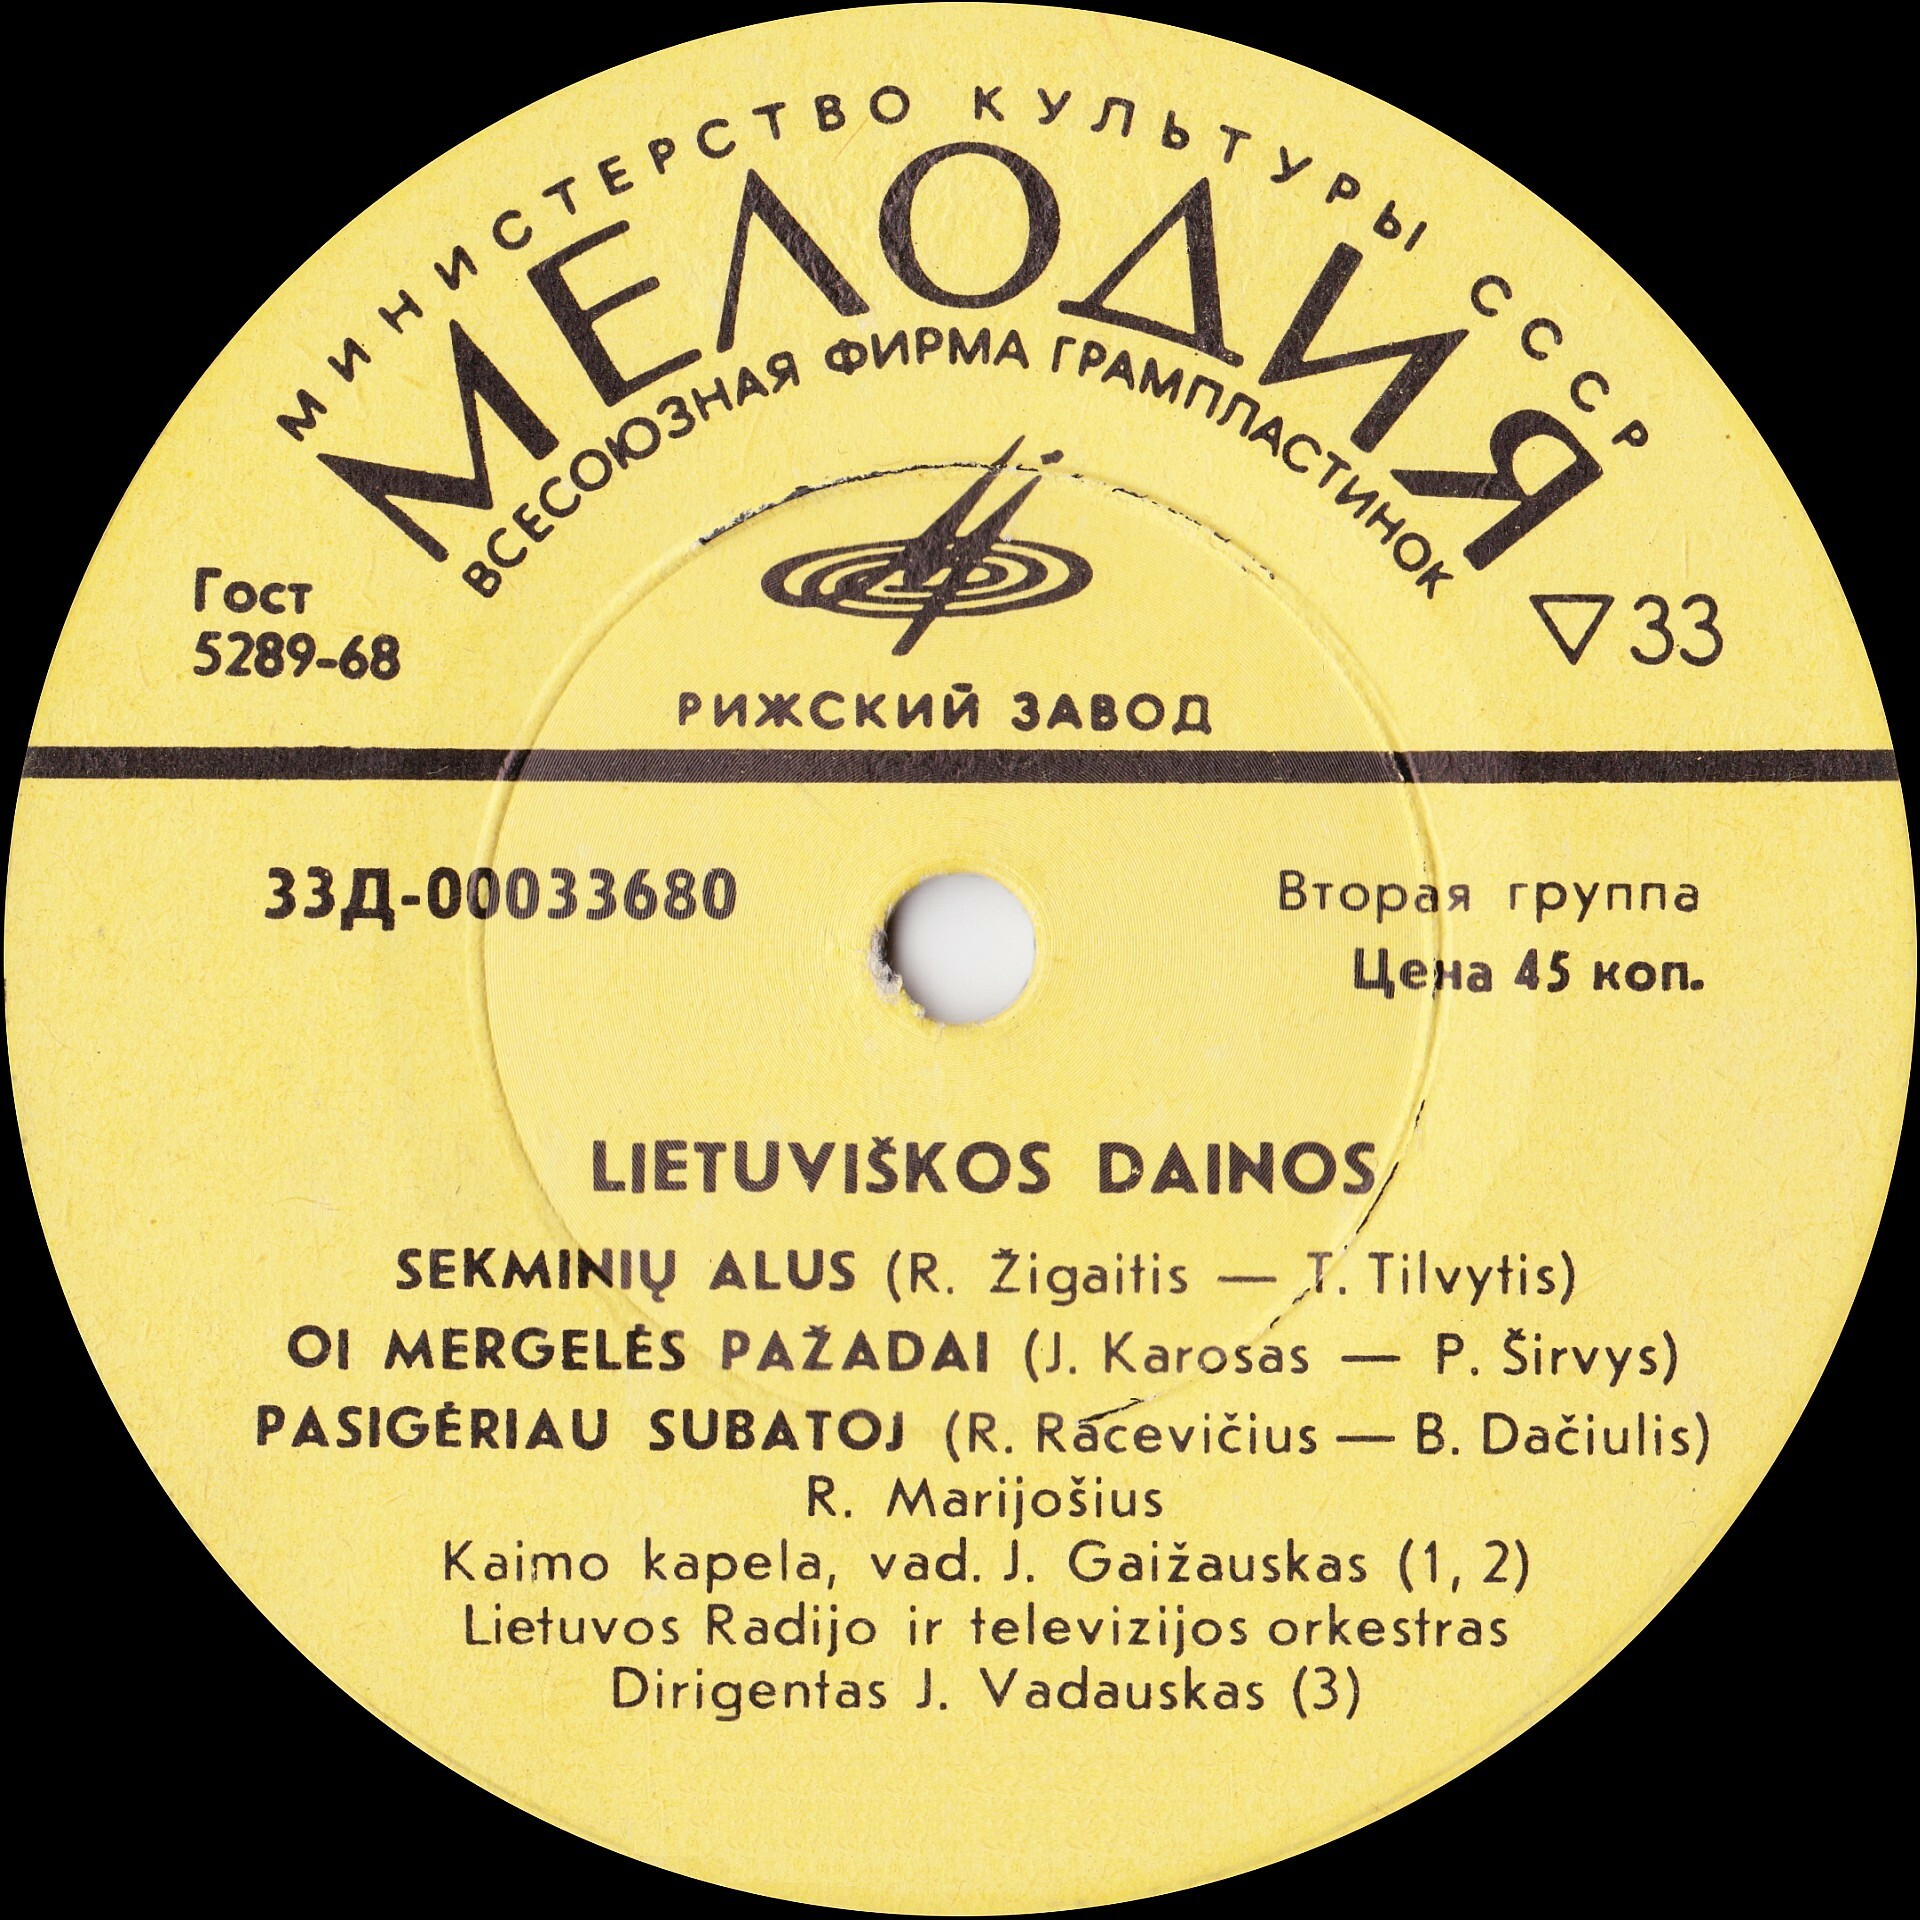 МИНИСТЕРСТВО КУЛЬТУРЫ СССР
МЕЛОДИЯ
ВСЕСОЮЗНАЯ ФИРМА ГРАМПЛАСТИНОК
Гост
5289-68
33
РИЖСКИЙ ЗАВОД
33Д-00033680
Вторая группа
Цена 45 коп.
LIETUVIŠKOS DAINOS
SEKMINIŲ ALUS (R. Žigaitis — T. Tilvytis)
OI MERGELĖS PAŽADAI (J. Karosas — P. Širvys)
PASIGĖRIAU SUBATOJ (R. Racevičius — B. Dačiulis)
R. Marijošius
Kaimo kapela, vad. J. Gaižauskas (1, 2)
Lietuvos Radijo ir televizijos orkestras
Dirigentas J. Vadauskas (3)